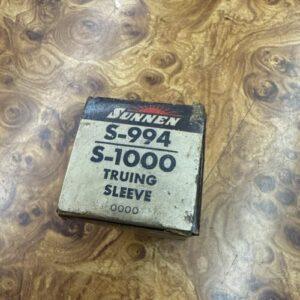 SUNNEN
S-994
S-1000
TRUING
SLEEVE
0000